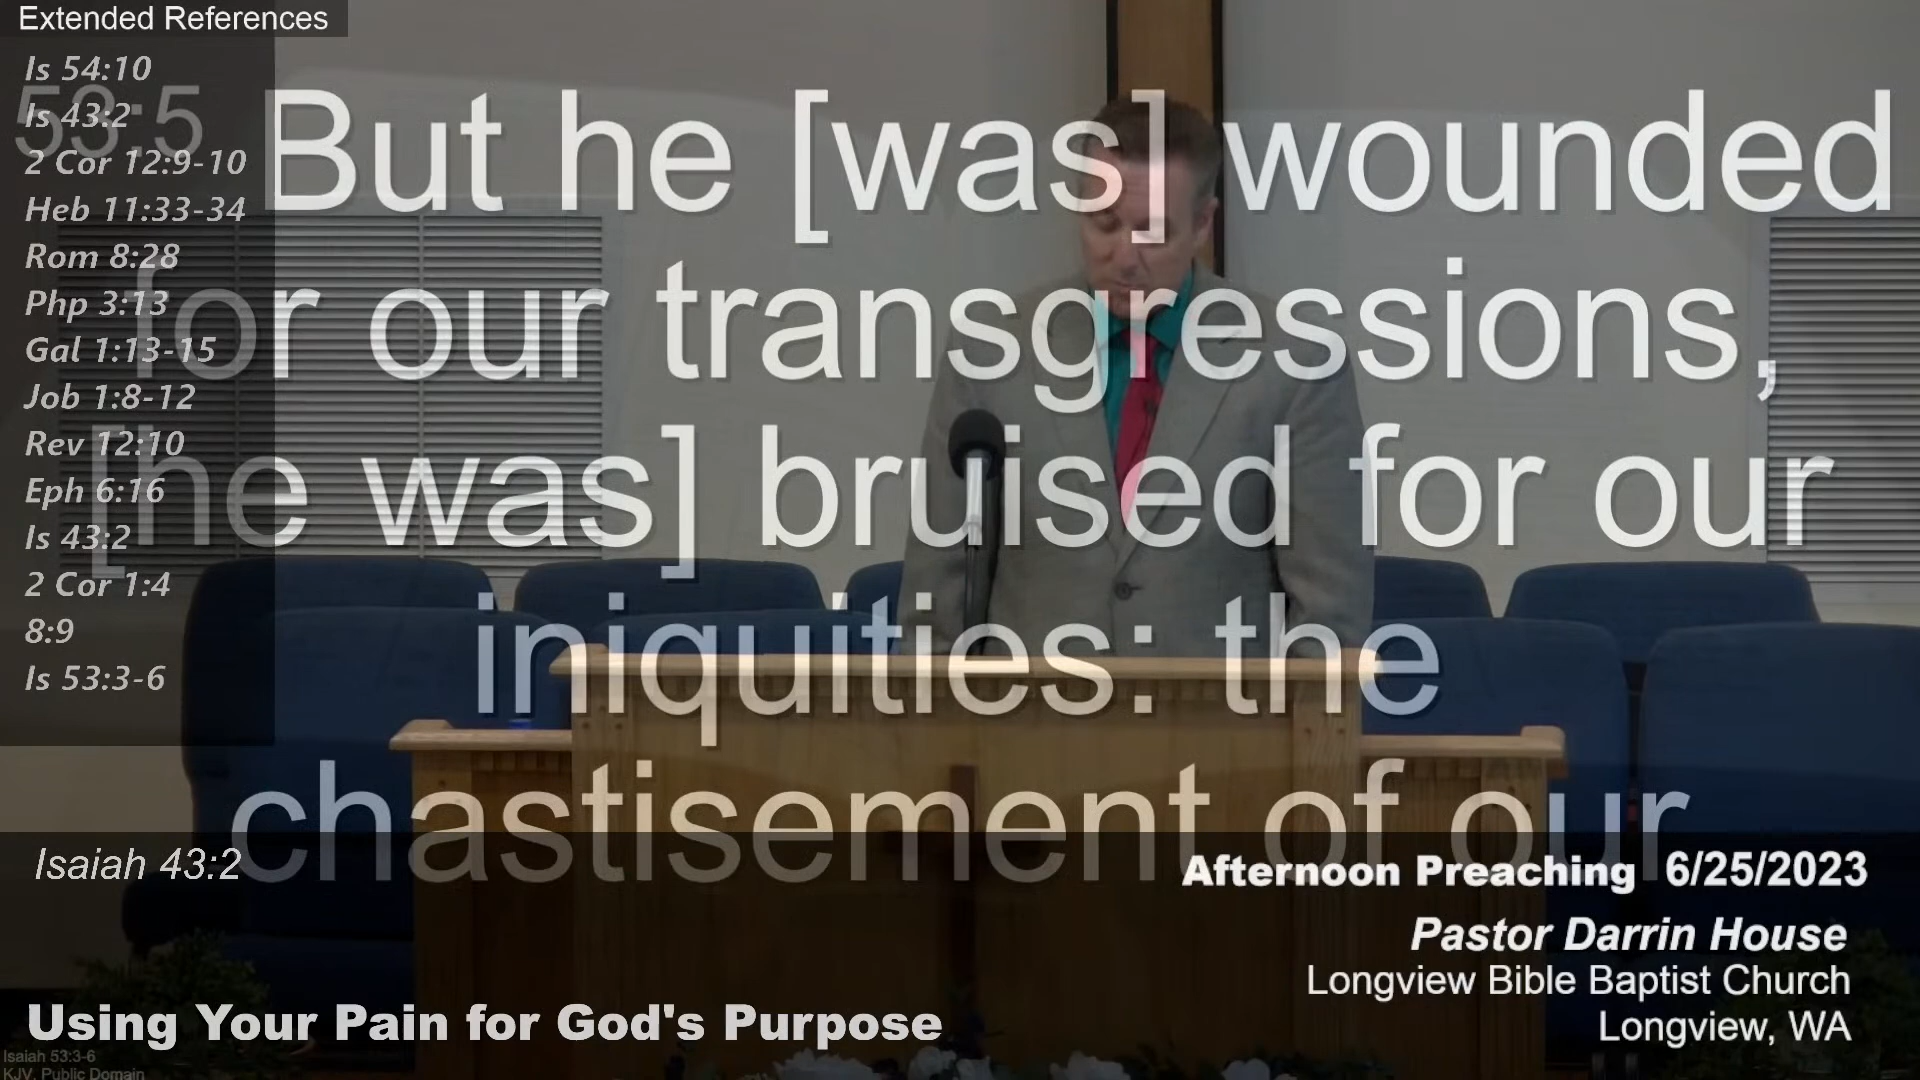 Extended References
Is 54:10
Is 43:2
2 Cor 12:9-10
Heb 11:33-34
Rom 8:28
Php 3:13
Gal 1:13-15
Job 1:8-12
Rev 12:10
Eph 6:16
Is 43:2
2 Cor 1:4
8:9
Is 53:3-6
53:5 But he [was] wounded
for our transgressions,
[he was] bruised for our
iniquities: the
chastisement of our
Isaiah 43:2
Afternoon Preaching 6/25/2023
Pastor Darrin House
Longview Bible Baptist Church
Longview, WA
Using Your Pain for God's Purpose
Isaiah 53:3-6
KJV, Public Domain